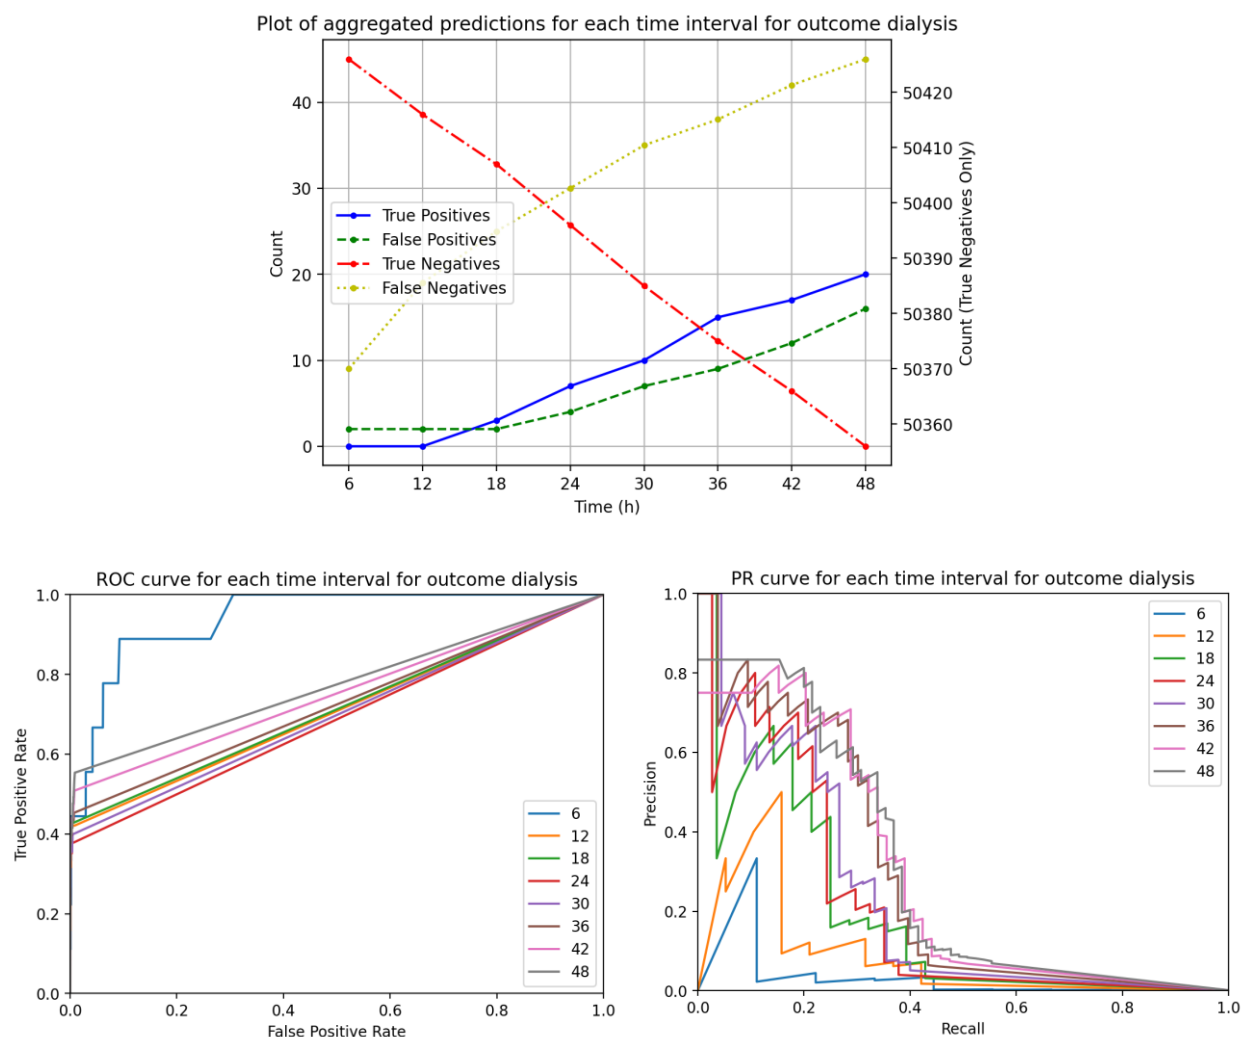 Plot of aggregated predictions for each time interval for outcome dialysis
40
30
20
10
0
Count
50420
50410
50400
50390
50380
50370
50360
Count (True Negatives Only)
True Positives
False Positives
True Negatives
False Negatives
6 12 18 24 30 36 42 48
Time (h)
ROC curve for each time interval for outcome dialysis
1.0
0.8
0.6
0.4
0.2
0.0
True Positive Rate
6
12
18
24
30
36
42
48
0.0 0.2 0.4 0.6 0.8 1.0
False Positive Rate
PR curve for each time interval for outcome dialysis
1.0
0.8
0.6
0.4
0.2
0.0
Precision
6
12
18
24
30
36
42
48
0.0 0.2 0.4 0.6 0.8 1.0
Recall